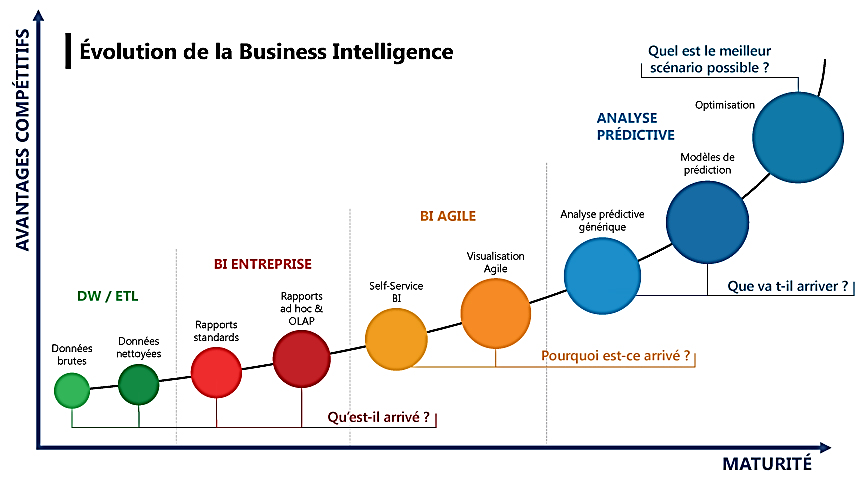 Évolution de la Business Intelligence
AVANTAGES COMPÉTITIFS
Quel est le meilleur
scénario possible ?
Optimisation
ANALYSE
PRÉDICTIVE
Modèles de
prédiction
BI AGILE
Analyse prédictive
générique
BI ENTREPRISE
Visualisation
Agile
DW / ETL
Self-Service
BI
Que va t-il arriver ?
Rapports
ad hoc &
OLAP
Rapports
standards
Données
nettoyées
Données
brutes
Pourquoi est-ce arrivé ?
Qu'est-il arrivé ?
MATURITÉ